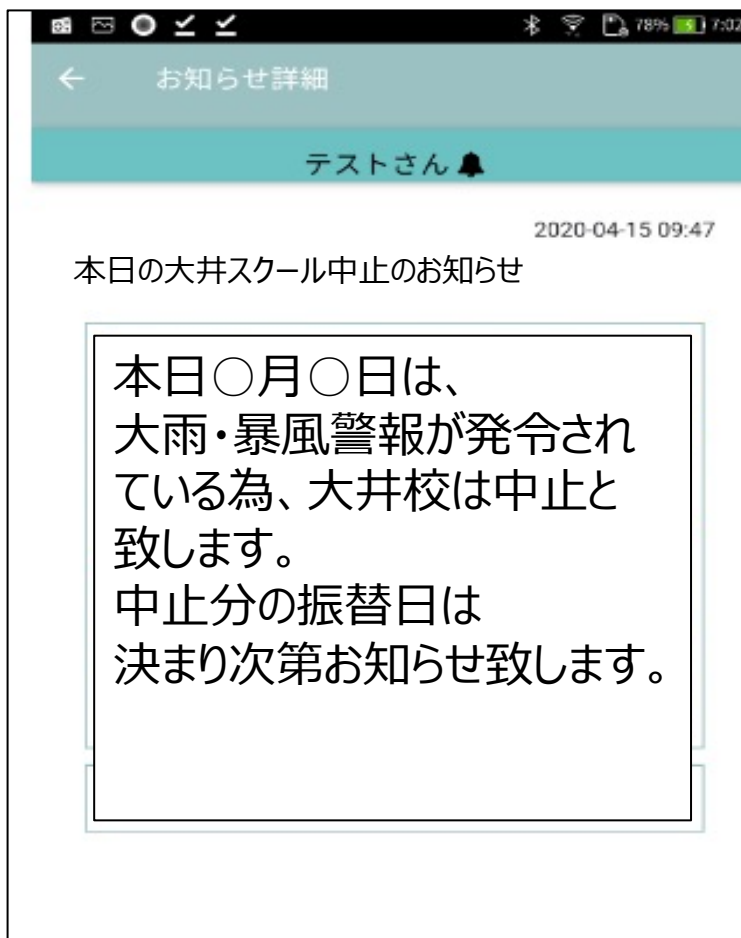 78% 7:02
お知らせ詳細
テストさん
2020-04-15 09:47
本日の大井スクール中止のお知らせ
本日○月○日は、
大雨・暴風警報が発令され
ている為、大井校は中止と
致します。
中止分の振替日は
決まり次第お知らせ致します。